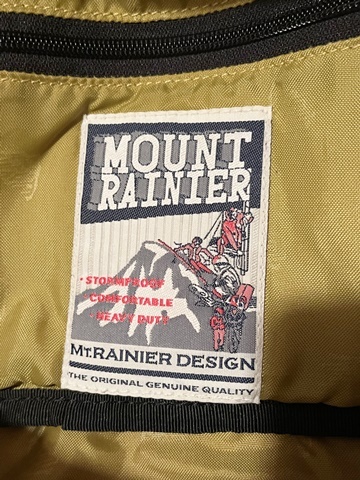 MOUNT
RAINIER
· STORMPROOF
COMFORTABLE
· HEAVY DUTY
MT.RAINIER DESIGN
THE ORIGINAL GENUINE QUALITY